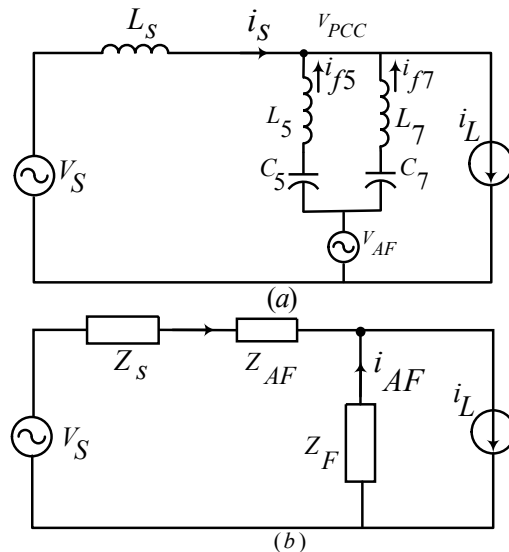 L_s i_s V_PCC
i_f5 i_f7
L_5 L_7 i_L
C_5 C_7
V_S
V_AF
(a)
Z_s Z_AF i_AF
i_L
V_S Z_F
(b)